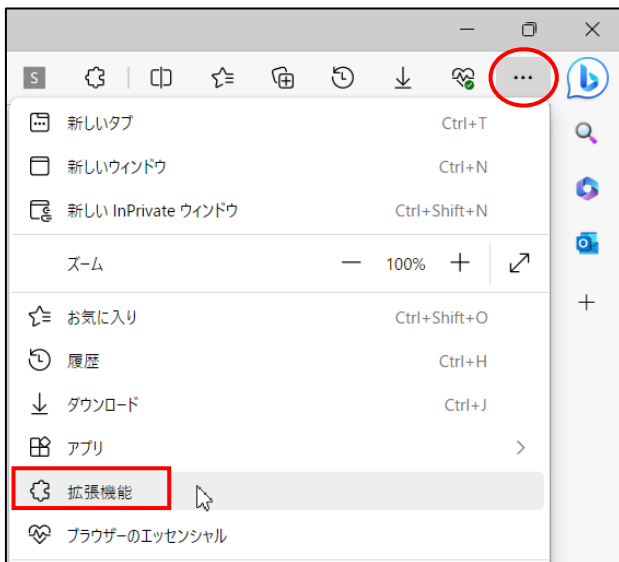 S
新しいタブ Ctrl+T
新しいウィンドウ Ctrl+N
新しい InPrivate ウィンドウ Ctrl+Shift+N
ズーム 100%
お気に入り Ctrl+Shift+O
履歴 Ctrl+H
ダウンロード Ctrl+J
アプリ
拡張機能
ブラウザーのエッセンシャル